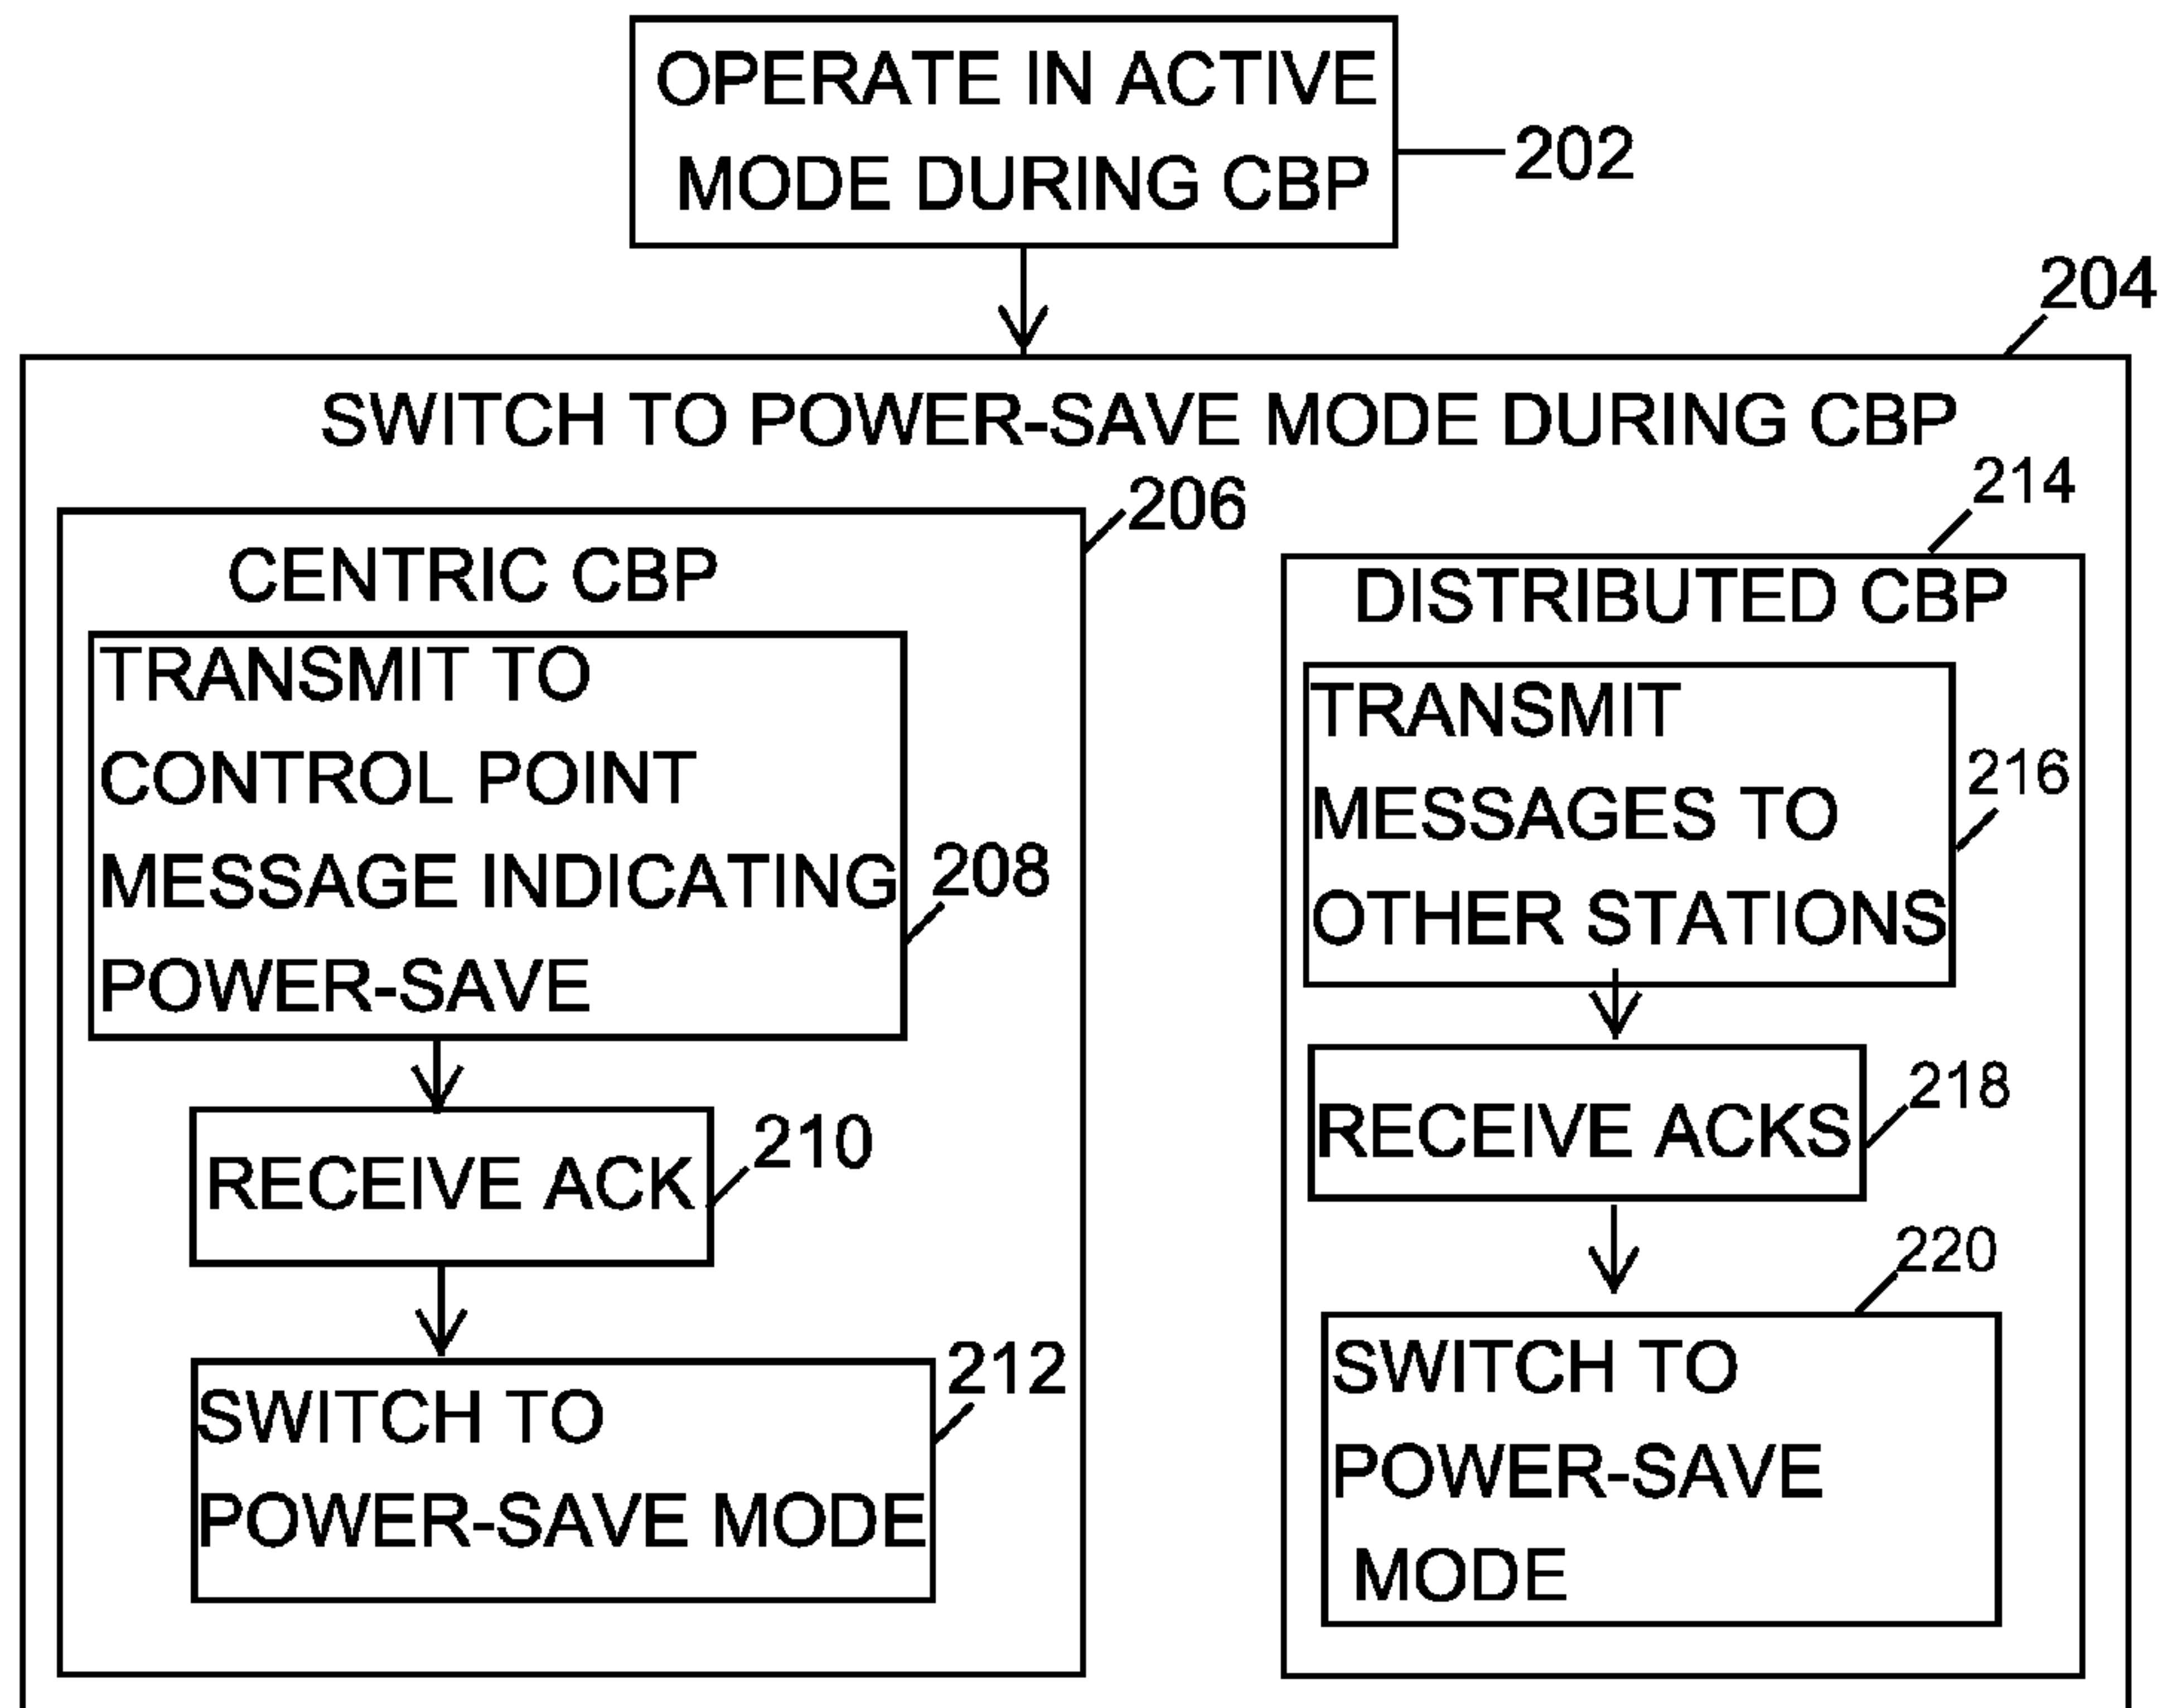 OPERATE IN ACTIVE
MODE DURING CBP
202
204
SWITCH TO POWER-SAVE MODE DURING CBP
206
CENTRIC CBP
TRANSMIT TO
CONTROL POINT
MESSAGE INDICATING
POWER-SAVE
208
RECEIVE ACK
210
SWITCH TO
POWER-SAVE MODE
212
214
DISTRIBUTED CBP
TRANSMIT
MESSAGES TO
OTHER STATIONS
216
RECEIVE ACKS
218
220
SWITCH TO
POWER-SAVE
MODE